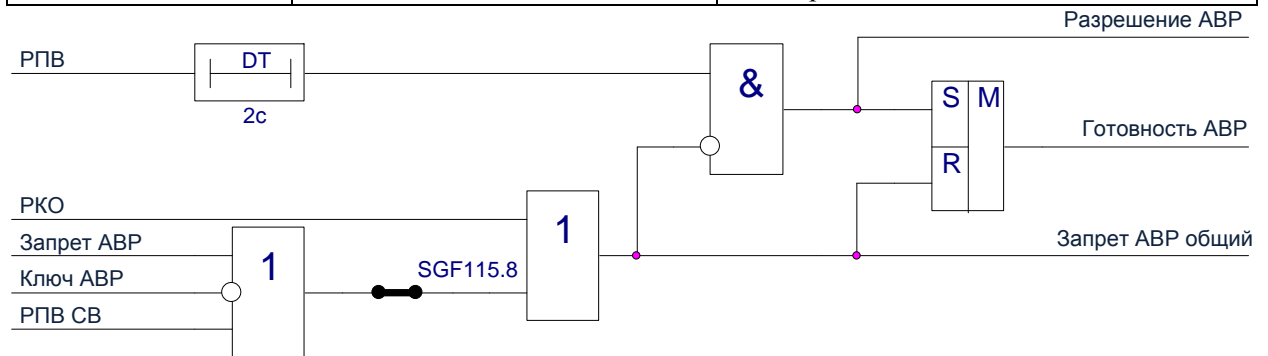 Разрешение АВР
РПВ
DT
2с
&
S M
R
Готовность АВР
РКО
1
Запрет АВР
1
Ключ АВР
SGF115.8
РПВ СВ
Запрет АВР общий